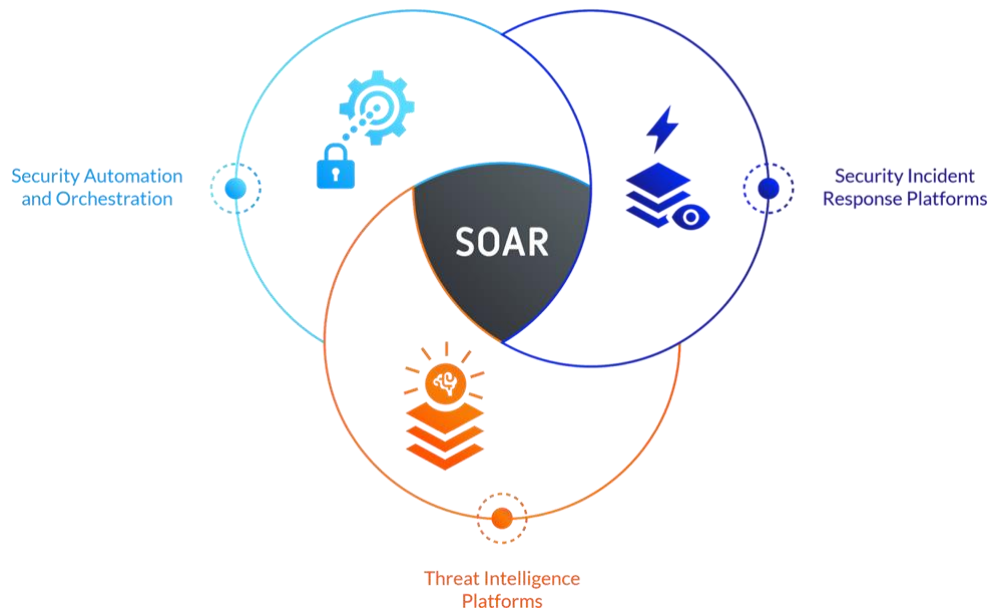 Security Automation
and Orchestration
SOAR
Security Incident
Response Platforms
Threat Intelligence
Platforms